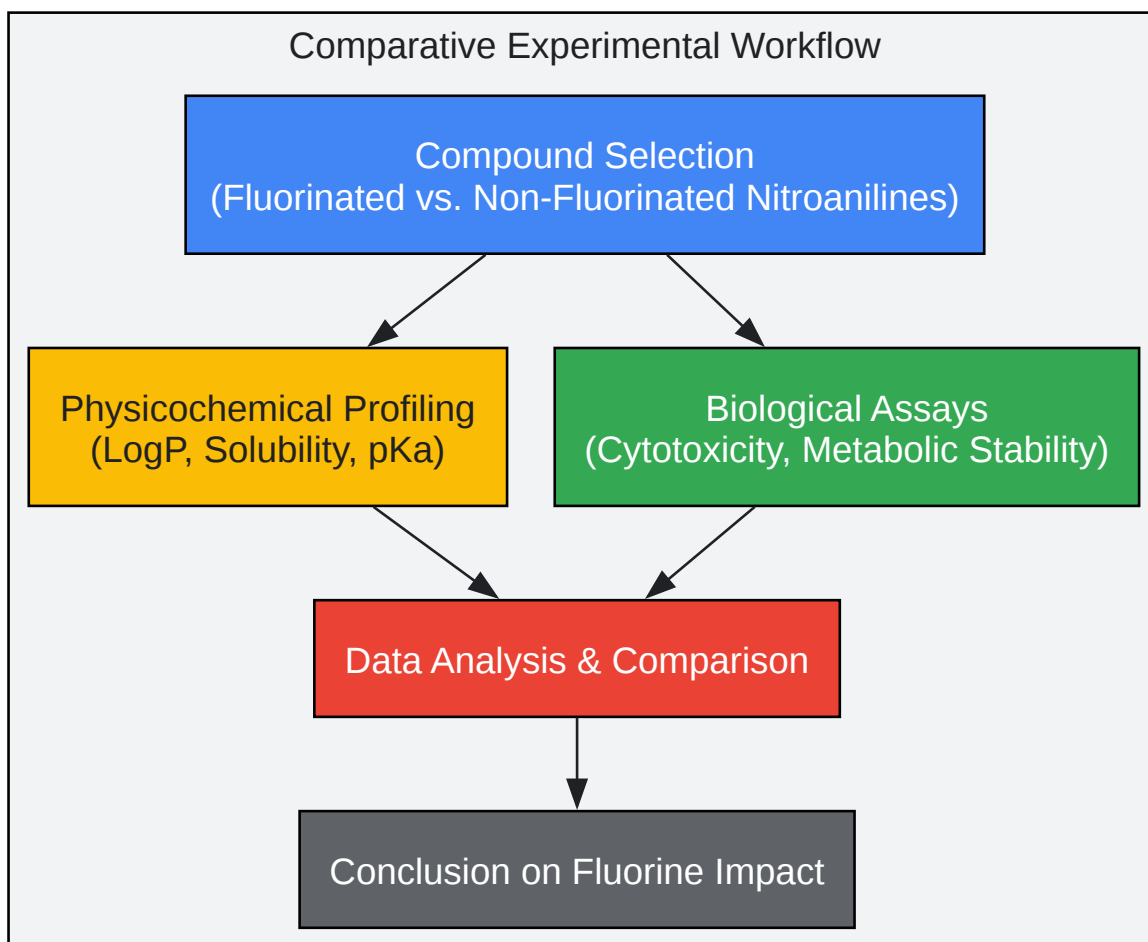 Comparative Experimental Workflow
Compound Selection
(Fluorinated vs. Non-Fluorinated Nitroanilines)
Physicochemical Profiling
(LogP, Solubility, pKa)
Biological Assays
(Cytotoxicity, Metabolic Stability)
Data Analysis & Comparison
Conclusion on Fluorine Impact